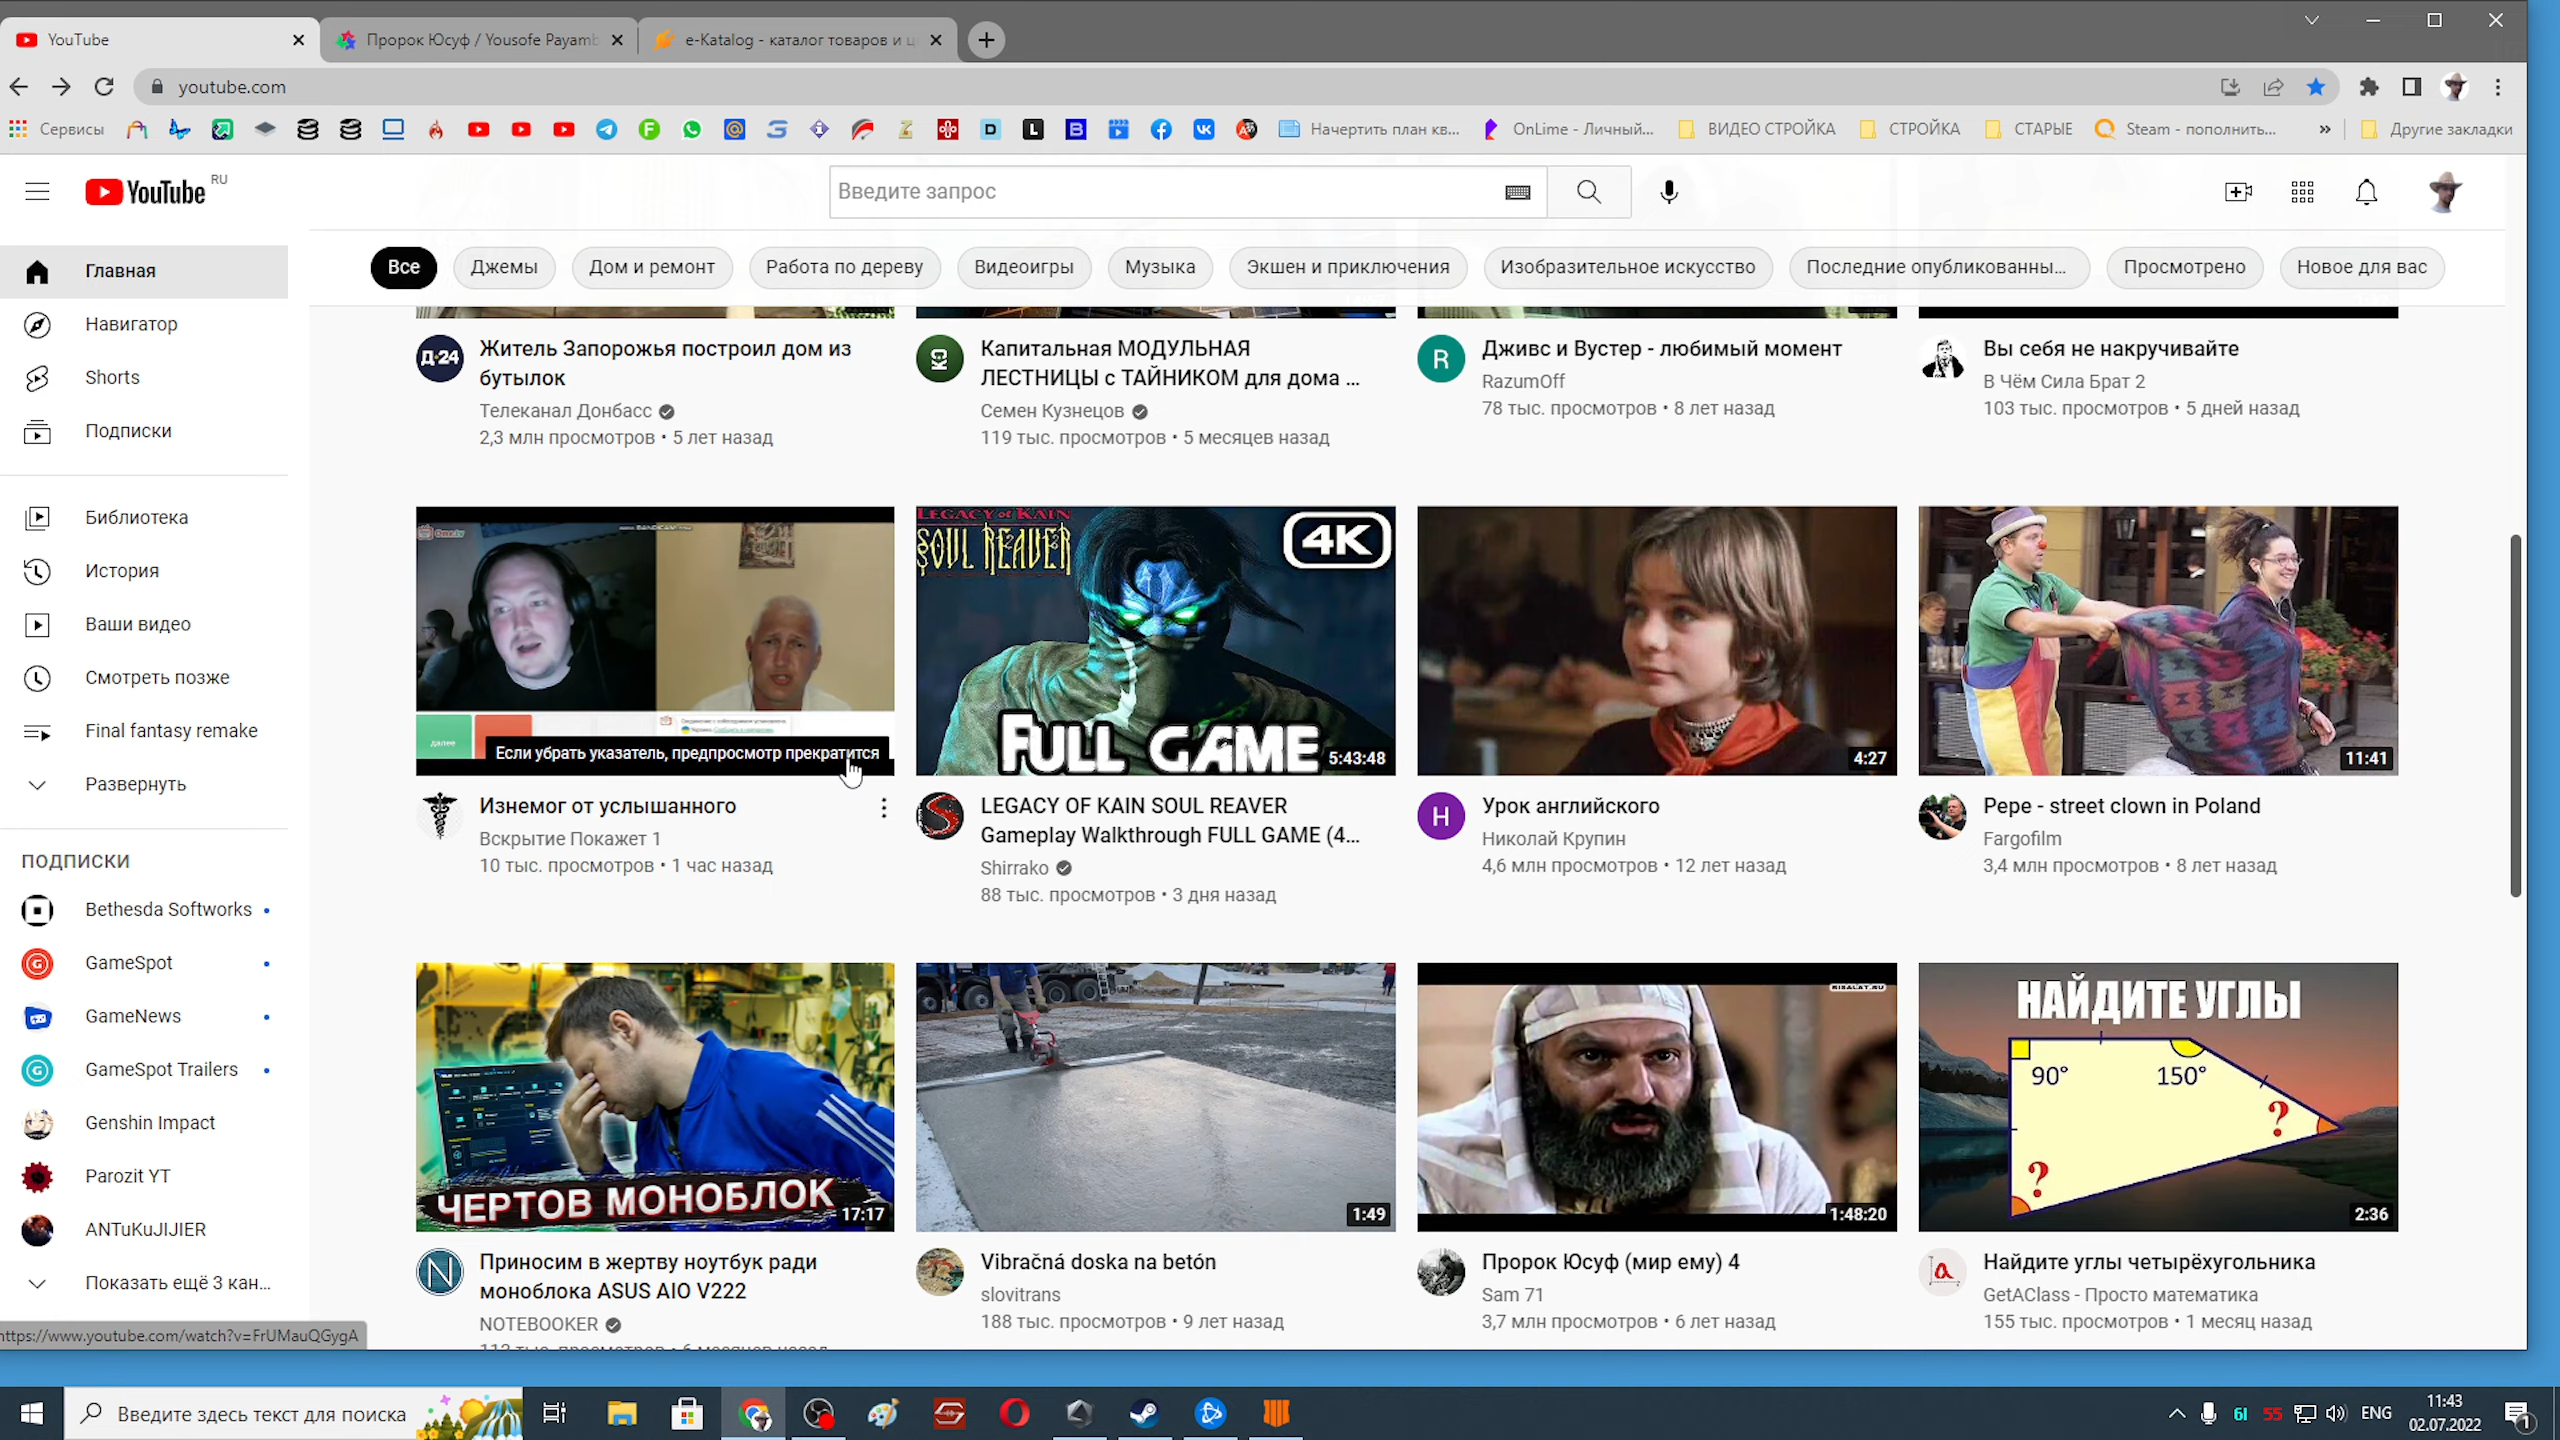 YouTube
Пророк Юсуф / Yousofe Payamb
e-Katalog - каталог товаров и ц
youtube.com
Сервисы
Начертить план кв...
OnLime - Личный...
ВИДЕО СТРОЙКА
СТРОЙКА
СТАРЫЕ
Steam - пополнить...
»
Другие закладки
YouTube RU
Введите запрос
Все
Джемы
Дом и ремонт
Работа по дереву
Видеоигры
Музыка
Экшен и приключения
Изобразительное искусство
Последние опубликованны...
Просмотрено
Новое для вас
Главная
Навигатор
Shorts
Подписки
Библиотека
История
Ваши видео
Смотреть позже
Final fantasy remake
Развернуть
ПОДПИСКИ
Bethesda Softworks
GameSpot
GameNews
GameSpot Trailers
Genshin Impact
Parozit YT
ANTuKuJIJIER
Показать ещё 3 кан...
https://www.youtube.com/watch?v=FrUMauQGygA
Д-24
Житель Запорожья построил дом из
бутылок
Телеканал Донбасс
2,3 млн просмотров • 5 лет назад
Капитальная МОДУЛЬНАЯ
ЛЕСТНИЦЫ с ТАЙНИКОМ для дома ...
Семен Кузнецов
119 тыс. просмотров • 5 месяцев назад
R
Дживс и Вустер - любимый момент
RazumOff
78 тыс. просмотров • 8 лет назад
Вы себя не накручивайте
В Чём Сила Брат 2
103 тыс. просмотров • 5 дней назад
далее
Если убрать указатель, предпросмотр прекратится
Изнемог от услышанного
Вскрытие Покажет 1
10 тыс. просмотров • 1 час назад
LEGACY OF KAIN
SOUL REAVER
4K
FULL GAME
5:43:48
LEGACY OF KAIN SOUL REAVER
Gameplay Walkthrough FULL GAME (4...
Shirrako
88 тыс. просмотров • 3 дня назад
4:27
Н
Урок английского
Николай Крупин
4,6 млн просмотров • 12 лет назад
11:41
Pepe - street clown in Poland
Fargofilm
3,4 млн просмотров • 8 лет назад
ЧЕРТОВ МОНОБЛОК
17:17
N
Приносим в жертву ноутбук ради
моноблока ASUS AIO V222
NOTEBOOKER
1:49
Vibračná doska na betón
slovitrans
188 тыс. просмотров • 9 лет назад
RISALAT.RU
1:48:20
Пророк Юсуф (мир ему) 4
Sam 71
3,7 млн просмотров • 6 лет назад
НАЙДИТЕ УГЛЫ
90°
150°
?
?
2:36
a
Найдите углы четырёхугольника
GetAClass - Просто математика
155 тыс. просмотров • 1 месяц назад
Введите здесь текст для поиска
61
55
ENG
11:43
02.07.2022
1